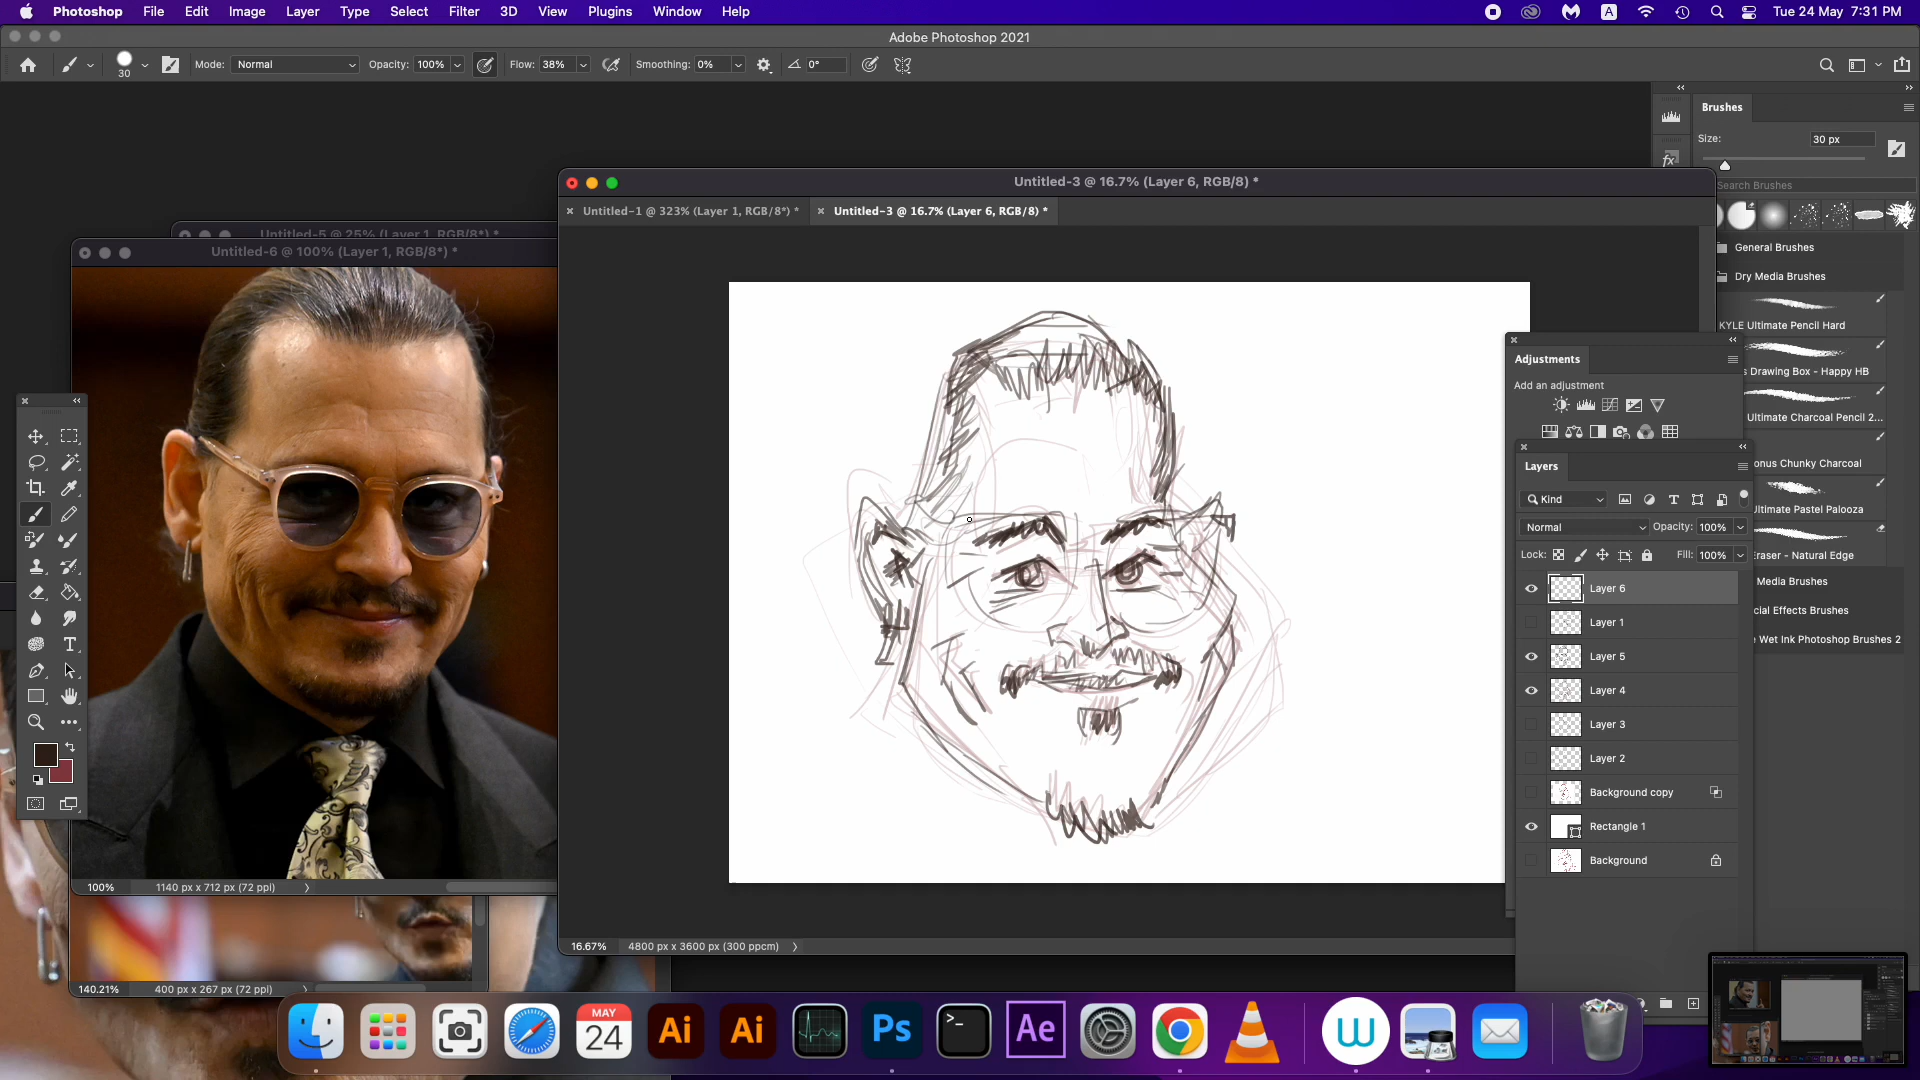 Photoshop File Edit Image Layer Type Select Filter 3D View Plugins Window Help A Tue 24 May 7:31 PM
Adobe Photoshop 2021
30 Mode: Normal Opacity: 100% Flow: 38% Smoothing: 0% 0°
Brushes
Size: 30 px
Search Brushes
General Brushes
Dry Media Brushes
KYLE Ultimate Pencil Hard
s Drawing Box - Happy HB
Ultimate Charcoal Pencil 2...
onus Chunky Charcoal
Ultimate Pastel Palooza
raser - Natural Edge
Media Brushes
cial Effects Brushes
Wet Ink Photoshop Brushes 2
Untitled-3 @ 16.7% (Layer 6, RGB/8) *
Untitled-1 @ 323% (Layer 1, RGB/8*) *
Untitled-3 @ 16.7% (Layer 6, RGB/8) *
Untitled-5 @ 25% (Layer 1, RGB/8*) *
Untitled-6 @ 100% (Layer 1, RGB/8*) *
T
Adjustments
Add an adjustment
Layers
Kind
Normal Opacity: 100%
Lock: Fill: 100%
Layer 6
Layer 1
Layer 5
Layer 4
Layer 3
Layer 2
Background copy
Rectangle 1
Background
fx
100% 1140 px x 712 px (72 ppi)
16.67% 4800 px x 3600 px (300 ppcm)
140.21% 400 px x 267 px (72 ppi)
MAY
24
Ai
Ai
Ps
>_
Ae
W